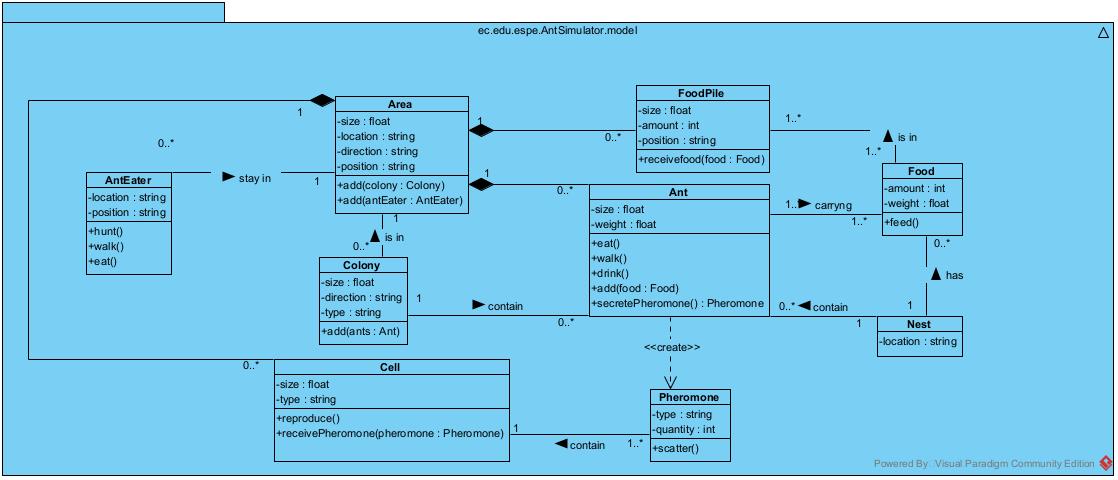 ec.edu.espe.AntSimulator.model
Area
-size : float
-location : string
-direction : string
-position : string
+add(colony : Colony)
+add(antEater : AntEater)
1
1
1
1
1
FoodPile
-size : float
-amount : int
-position : string
+receivefood(food : Food)
0..*
1..*
is in
1..*
Food
-amount : int
-weight : float
+feed()
0..*
AntEater
-location : string
-position : string
+hunt()
+walk()
+eat()
0..*
stay in
Ant
-size : float
-weight : float
+eat()
+walk()
+drink()
+add(food : Food)
+secretePheromone() : Pheromone
0..*
1..*
carryng
1..*
is in
0..*
Colony
-size : float
-direction : string
-type : string
+add(ants : Ant)
1
contain
0..*
0..*
contain
1
has
1
Nest
-location : string
<<create>>
0..*
Cell
-size : float
-type : string
+reproduce()
+receivePheromone(pheromone : Pheromone)
1
contain
1..*
Pheromone
-type : string
-quantity : int
+scatter()
Powered By: Visual Paradigm Community Edition